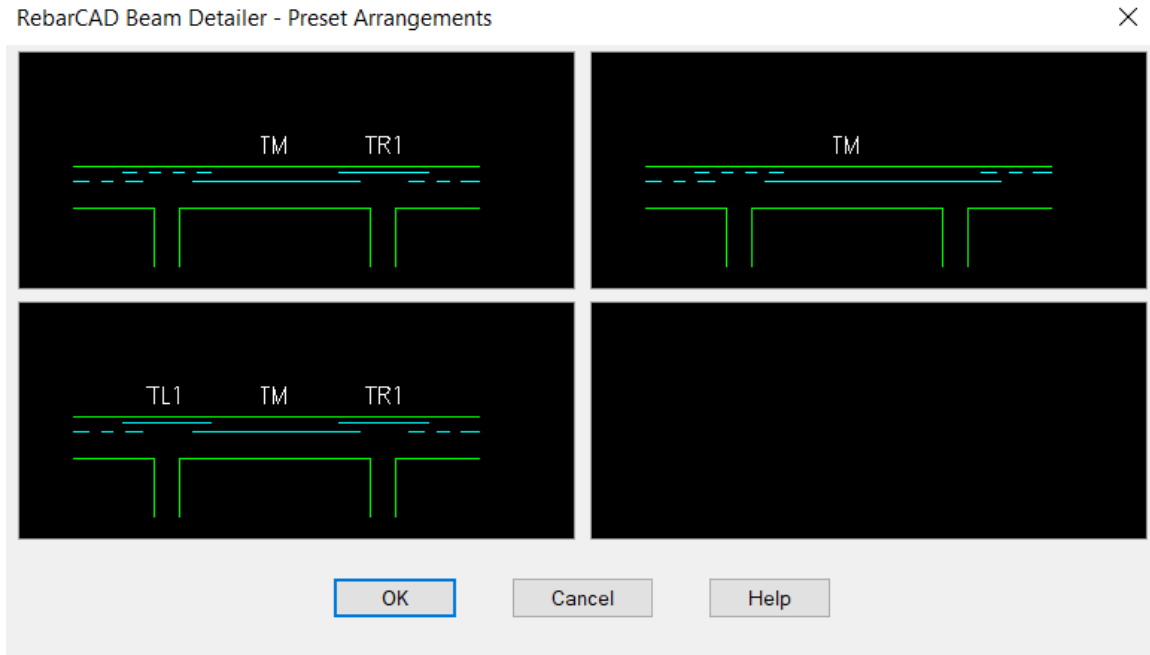 RebarCAD Beam Detailer - Preset Arrangements
TM TR1
TM
TL1 TM TR1
OK Cancel Help